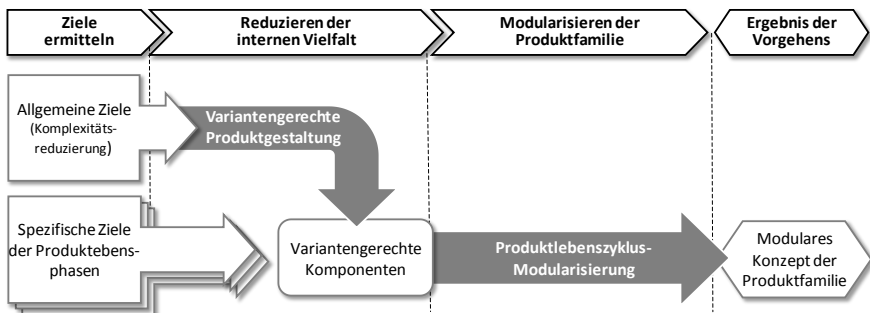 Ziele
ermitteln
Reduzieren der
internen Vielfalt
Modularisieren der
Produktfamilie
Ergebnis der
Vorgehens
Allgemeine Ziele
(Komplexitäts-
reduzierung)
Variantengerechte
Produktgestaltung
Spezifische Ziele
der Produktebens-
phasen
Variantengerechte
Komponenten
Produktlebenszyklus-
Modularisierung
Modulares
Konzept der
Produktfamilie